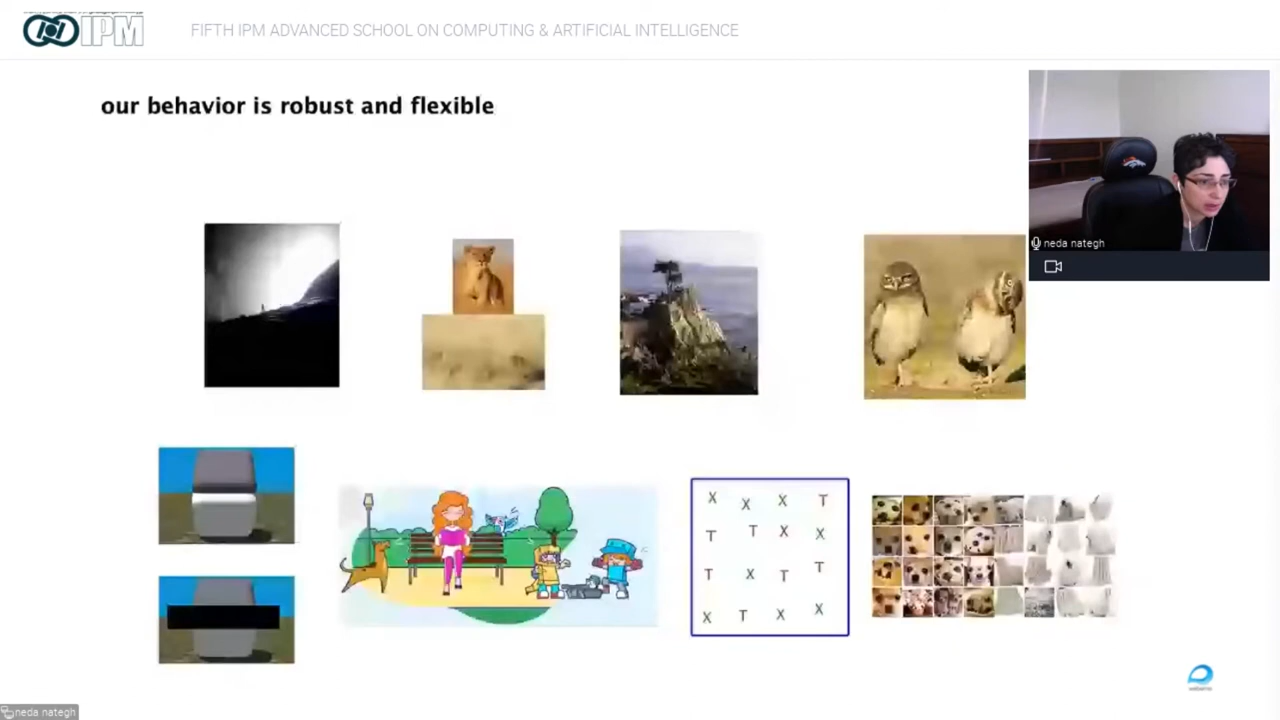 IPM
FIFTH IPM ADVANCED SCHOOL ON COMPUTING & ARTIFICIAL INTELLIGENCE
our behavior is robust and flexible
neda nategh
X X X T
T T X X
T X T T
X T X X
neda nategh